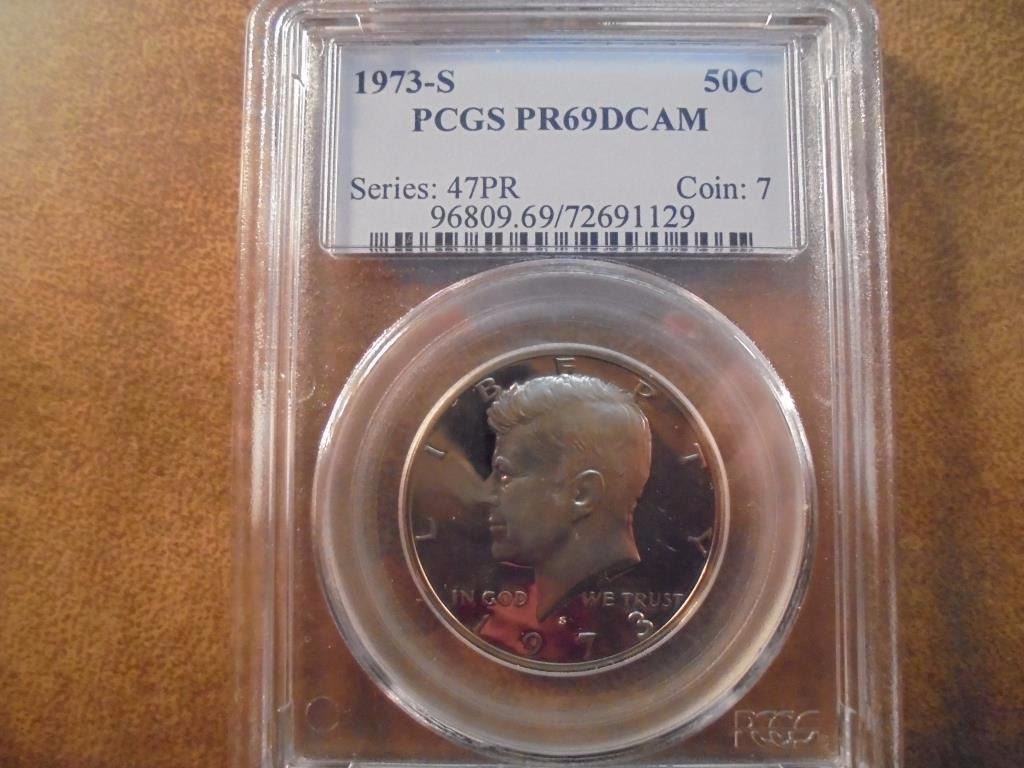 1973-S 50C
PCGS PR69DCAM
Series: 47PR Coin: 7
96809.69/72691129
LIBERTY
IN GOD WE TRUST
S
1973
PCGS